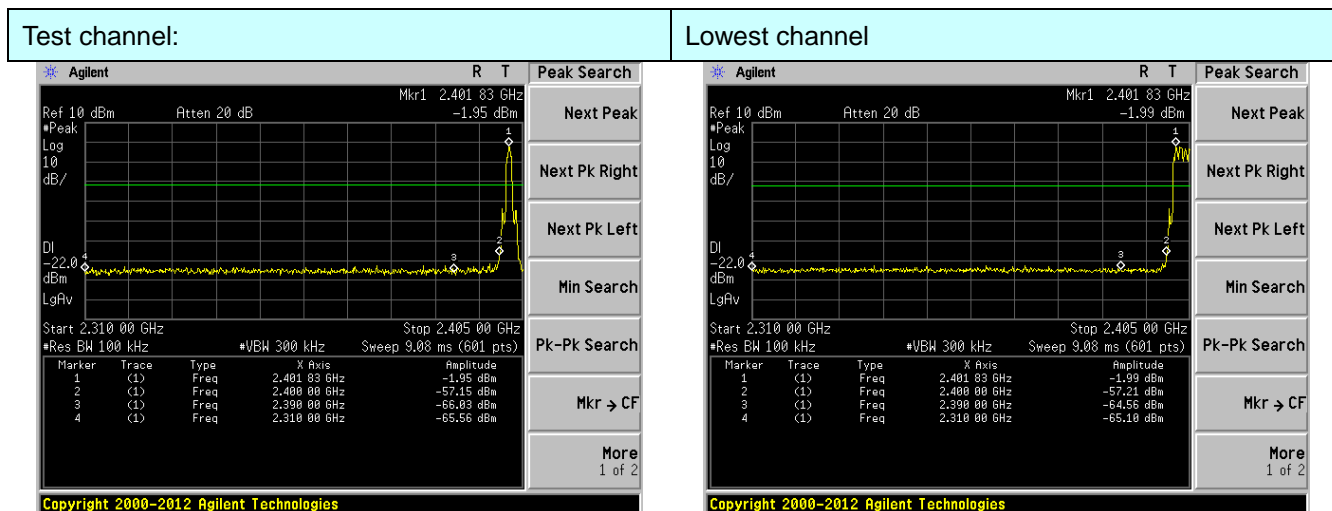 Test channel:
Lowest channel
Agilent R T Peak Search
Mkr1 2.401 83 GHz
Ref 10 dBm Atten 20 dB -1.95 dBm
#Peak
Log
10
dB/
DI
-22.0
dBm
LgAv
1
2
3
4
Start 2.310 00 GHz Stop 2.405 00 GHz
#Res BW 100 kHz #VBW 300 kHz Sweep 9.08 ms (601 pts)
Marker Trace Type X Axis Amplitude
1 (1) Freq 2.401 83 GHz -1.95 dBm
2 (1) Freq 2.400 00 GHz -57.15 dBm
3 (1) Freq 2.390 00 GHz -66.03 dBm
4 (1) Freq 2.310 00 GHz -65.56 dBm
Next Peak
Next Pk Right
Next Pk Left
Min Search
Pk-Pk Search
Mkr → CF
More
1 of 2
Copyright 2000-2012 Agilent Technologies
Agilent R T Peak Search
Mkr1 2.401 83 GHz
Ref 10 dBm Atten 20 dB -1.99 dBm
#Peak
Log
10
dB/
DI
-22.0
dBm
LgAv
1
2
3
4
Start 2.310 00 GHz Stop 2.405 00 GHz
#Res BW 100 kHz #VBW 300 kHz Sweep 9.08 ms (601 pts)
Marker Trace Type X Axis Amplitude
1 (1) Freq 2.401 83 GHz -1.99 dBm
2 (1) Freq 2.400 00 GHz -57.21 dBm
3 (1) Freq 2.390 00 GHz -64.56 dBm
4 (1) Freq 2.310 00 GHz -65.10 dBm
Next Peak
Next Pk Right
Next Pk Left
Min Search
Pk-Pk Search
Mkr → CF
More
1 of 2
Copyright 2000-2012 Agilent Technologies